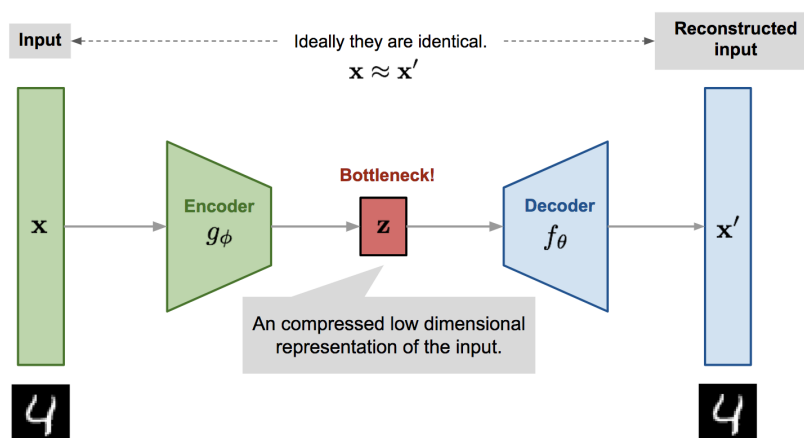 Input
Ideally they are identical.
x ≈ x′
Reconstructed
input
Bottleneck!
x
Encoder
gϕ
z
Decoder
fθ
x′
An compressed low dimensional
representation of the input.
4
4